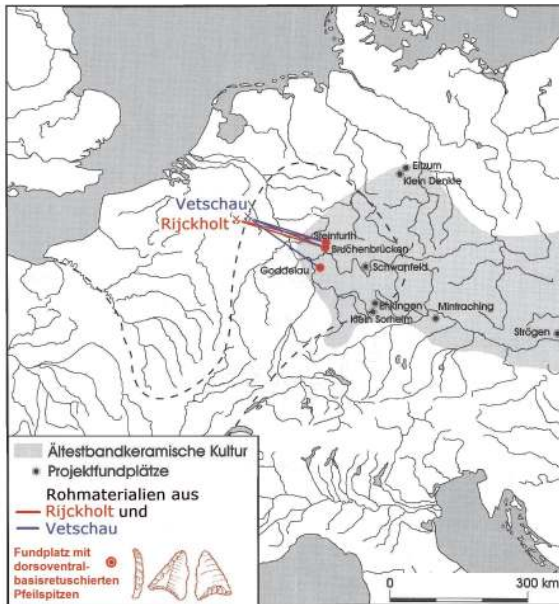 Eitzum
Klein Denkte
Vetschau
Rijckholt
Steinfurth
Bruchenbrücken
Goddelau
Schwanfeld
Enkingen
Mintraching
Klein Sorheim
Strögen
Ältestbandkeramische Kultur
Projektfundplätze
Rohmaterialien aus
Rijckholt und
Vetschau
Fundplatz mit
dorsoventral-
basisretuschierten
Pfeilspitzen
0 300 km